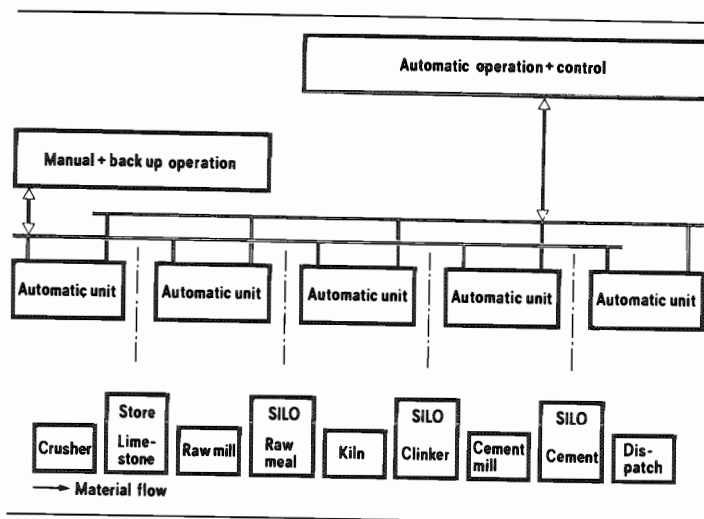 Automatic operation + control
Manual + back up operation
Automatic unit
Automatic unit
Automatic unit
Automatic unit
Automatic unit
Crusher
Store
Lime-
stone
Raw mill
SILO
Raw
meal
Kiln
SILO
Clinker
Cement
mill
SILO
Cement
Dis-
patch
Material flow